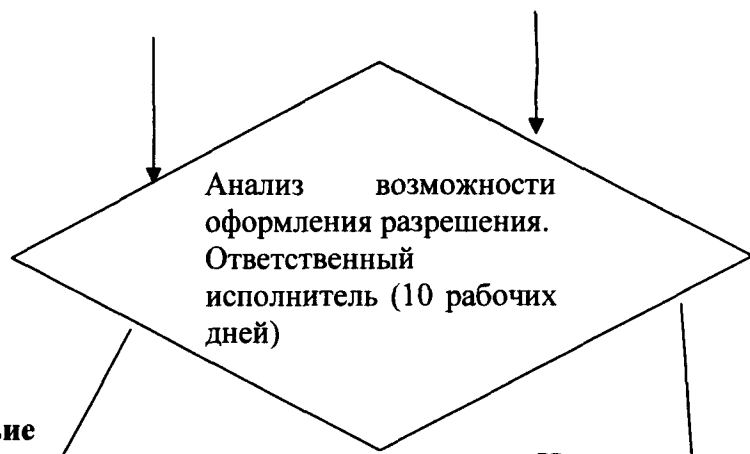 Анализ возможности
оформления разрешения.
Ответственный
исполнитель (10 рабочих
дней)